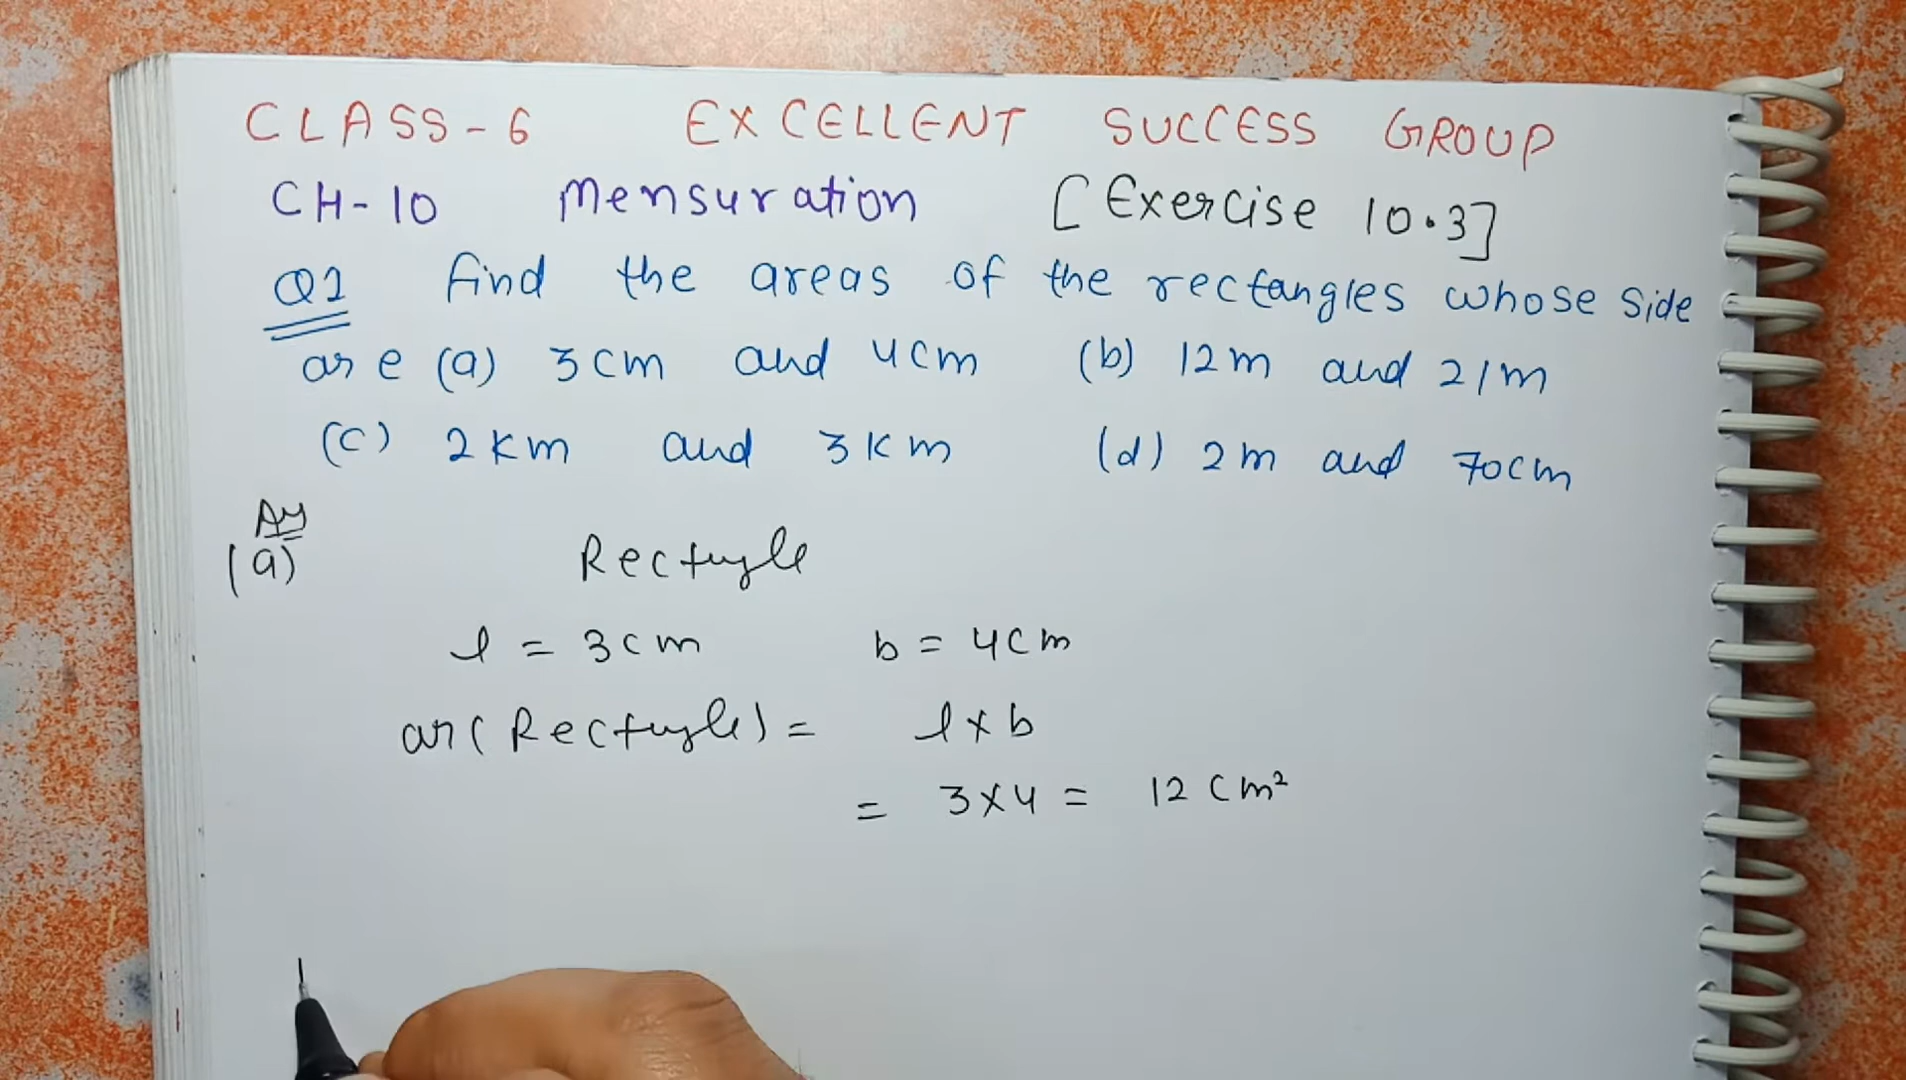 CLASS-6 EXCELLENT SUCCESS GROUP
CH-10 Mensuration [Exercise 10.3]
Q1 find the areas of the rectangles whose side
are (a) 3cm and 4cm (b) 12m and 21m
(c) 2km and 3km (d) 2m and 70cm
(a) Rectangle
l = 3cm b = 4cm
ar(Rectangle) = l×b
= 3×4 = 12 cm²